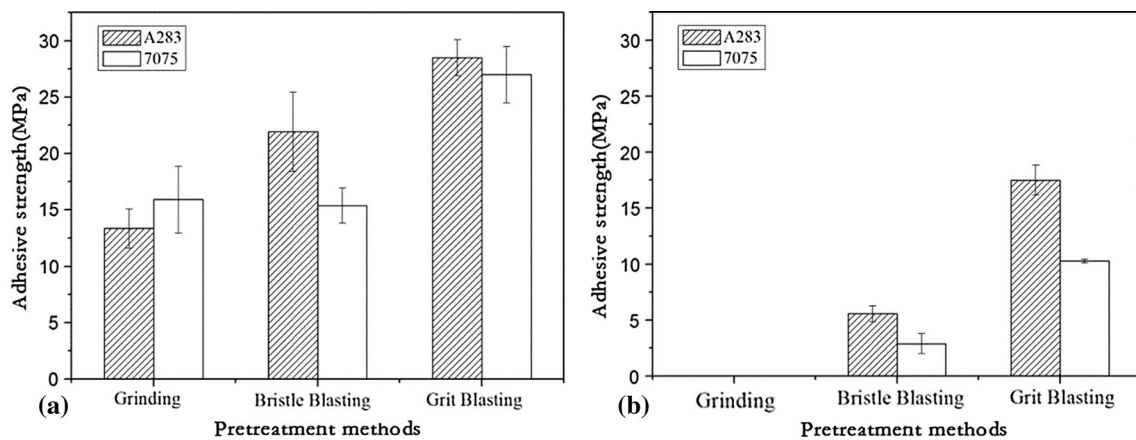 A283
7075
Adhesive strength(MPa)
30
25
20
15
10
5
0
Grinding Bristle Blasting Grit Blasting
Pretreatment methods
(a)
A283
7075
Adhesive strength(MPa)
30
25
20
15
10
5
0
Grinding Bristle Blasting Grit Blasting
Pretreatment methods
(b)